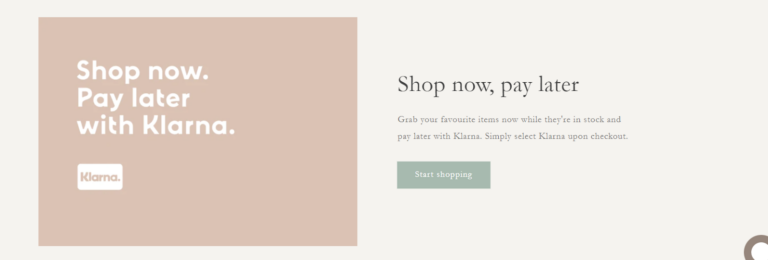 Shop now.
Pay later
with Klarna.
Klarna.
Shop now, pay later
Grab your favourite items now while they're in stock and
pay later with Klarna. Simply select Klarna upon checkout.
Start shopping